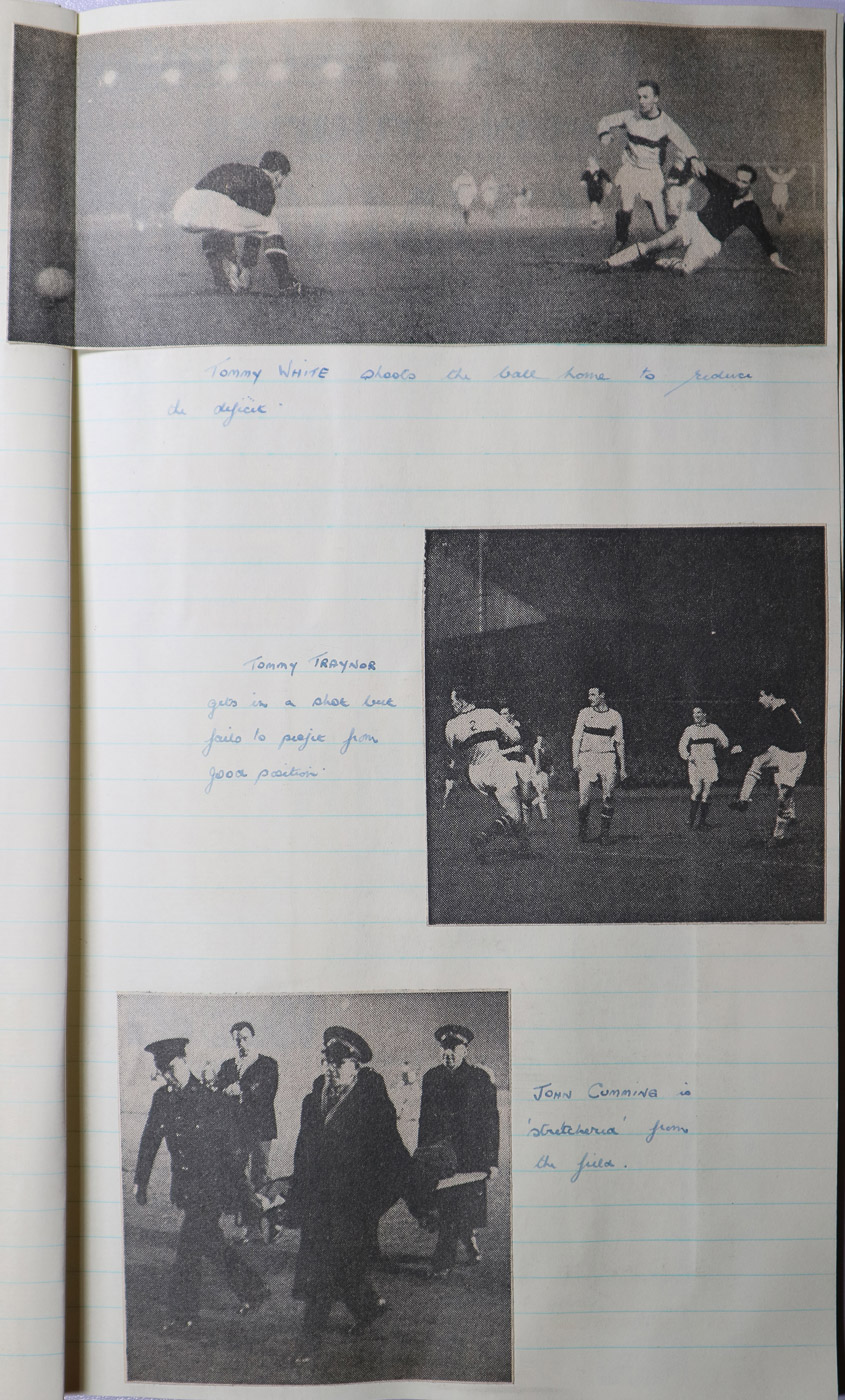 Tommy WHITE shoots the ball home to reduce
the deficit.
Tommy TRAYNOR
gets in a shot but
fails to profit from
good position.
2
John Cumming is
'stretchered' from
the field.